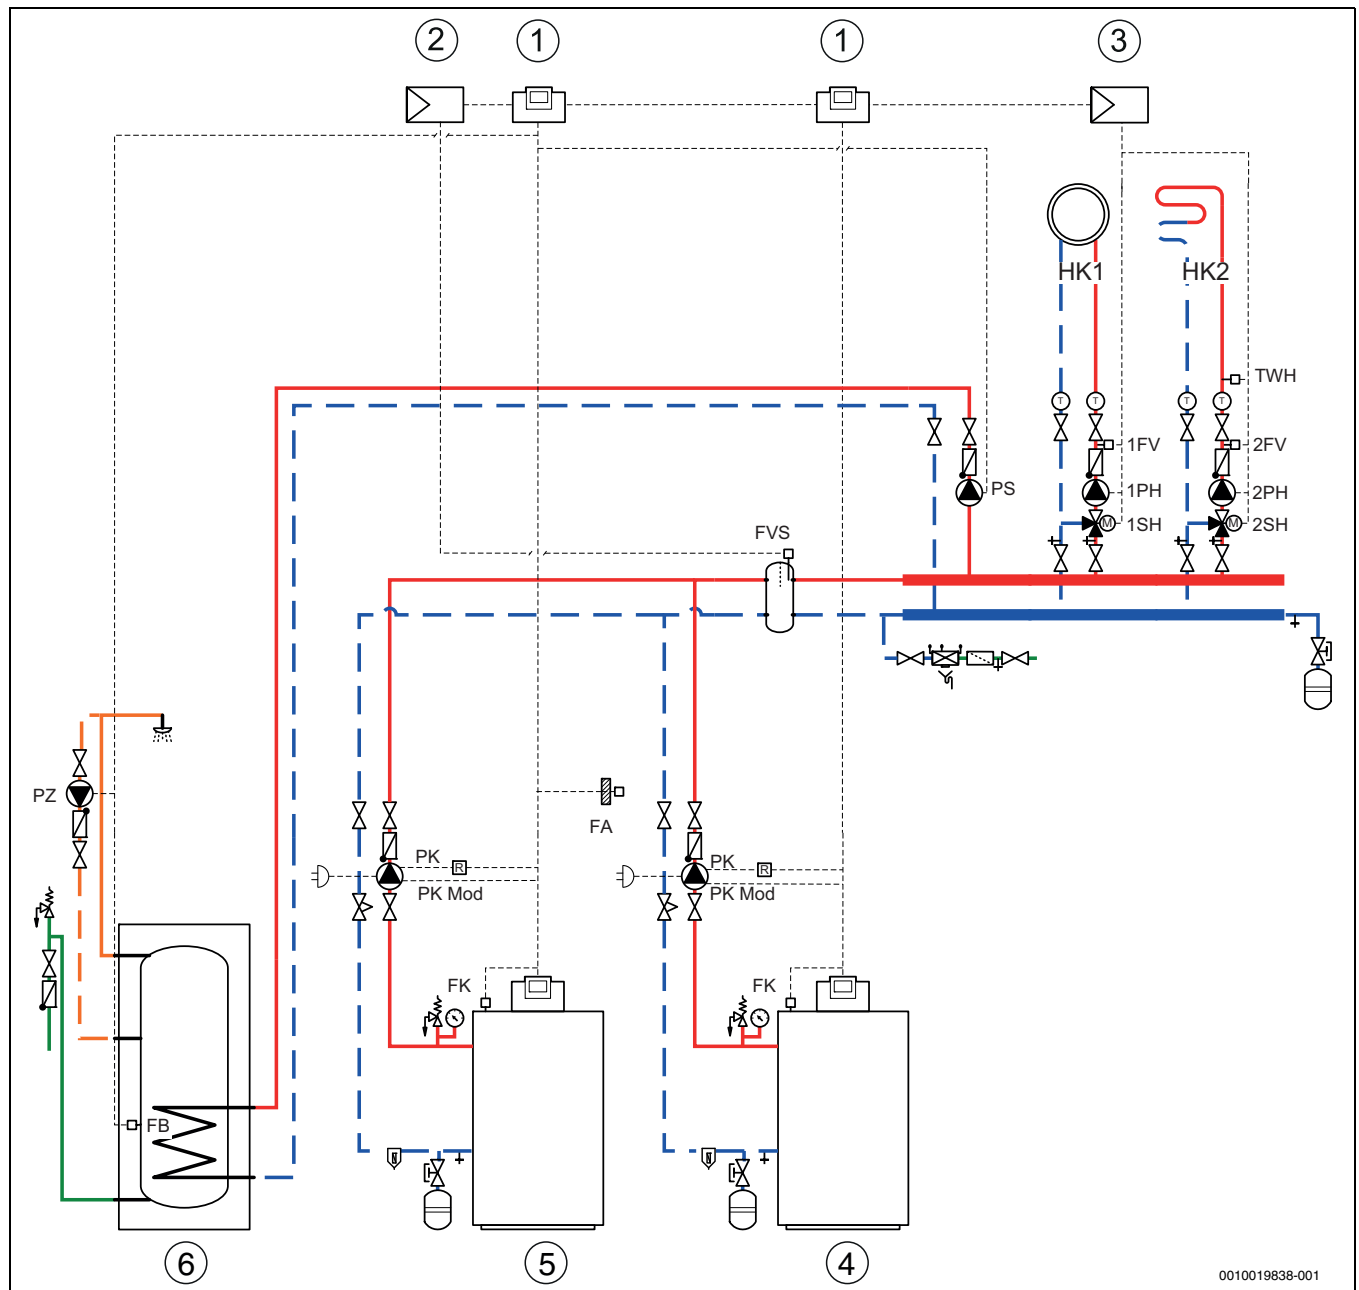 2 1 1 3
HK1 HK2
TWH
1FV 2FV
PS 1PH 2PH
M 1SH M 2SH
FVS
T T T T
PZ
FA
PK R PK R
PK Mod PK Mod
FK FK
FB
6 5 4
0010019838-001